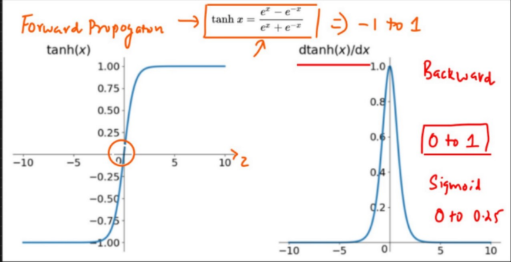 Forward Propogaton → tanh x = (e^x − e^−x) / (e^x + e^−x) ⇒ -1 to 1
tanh(x)
1.00
0.75
0.50
0.25
0
−0.25
−0.50
−0.75
−1.00
−10 −5 5 10 → z
dtanh(x)/dx
1.0
0.8
0.6
0.4
0.2
−10 −5 0 5 10
Backward
0 to 1
Sigmoid
0 to 0.25